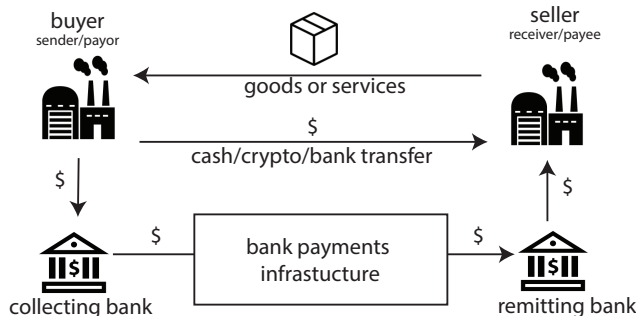 buyer
sender/payor
seller
receiver/payee
goods or services
$
cash/crypto/bank transfer
$
$
$
$
bank payments
infrastucture
$
$
collecting bank
remitting bank